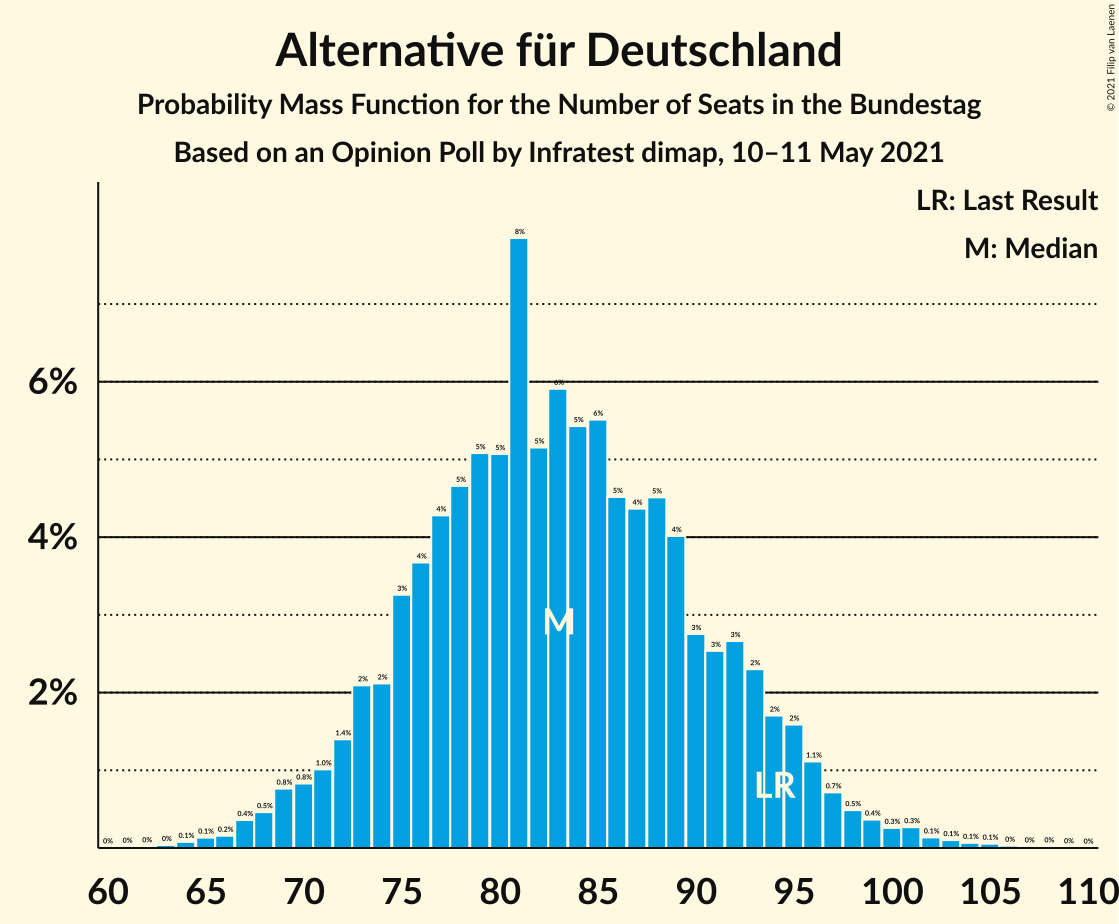 Alternative für Deutschland
Probability Mass Function for the Number of Seats in the Bundestag
Based on an Opinion Poll by Infratest dimap, 10–11 May 2021
© 2021 Filip van Laenen
LR: Last Result
M: Median
6%
4%
2%
0% 0% 0% 0% 0.1% 0.1% 0.2% 0.4% 0.5% 0.8% 0.8% 1.0% 1.4% 2% 2% 3% 4% 4% 5% 5% 5% 8% 5% 6% 5% 6% 5% 4% 5% 4% 3% 3% 3% 2% 2% 2% 1.1% 0.7% 0.5% 0.4% 0.3% 0.3% 0.1% 0.1% 0.1% 0.1% 0% 0% 0% 0% 0%
M
LR
60 65 70 75 80 85 90 95 100 105 110